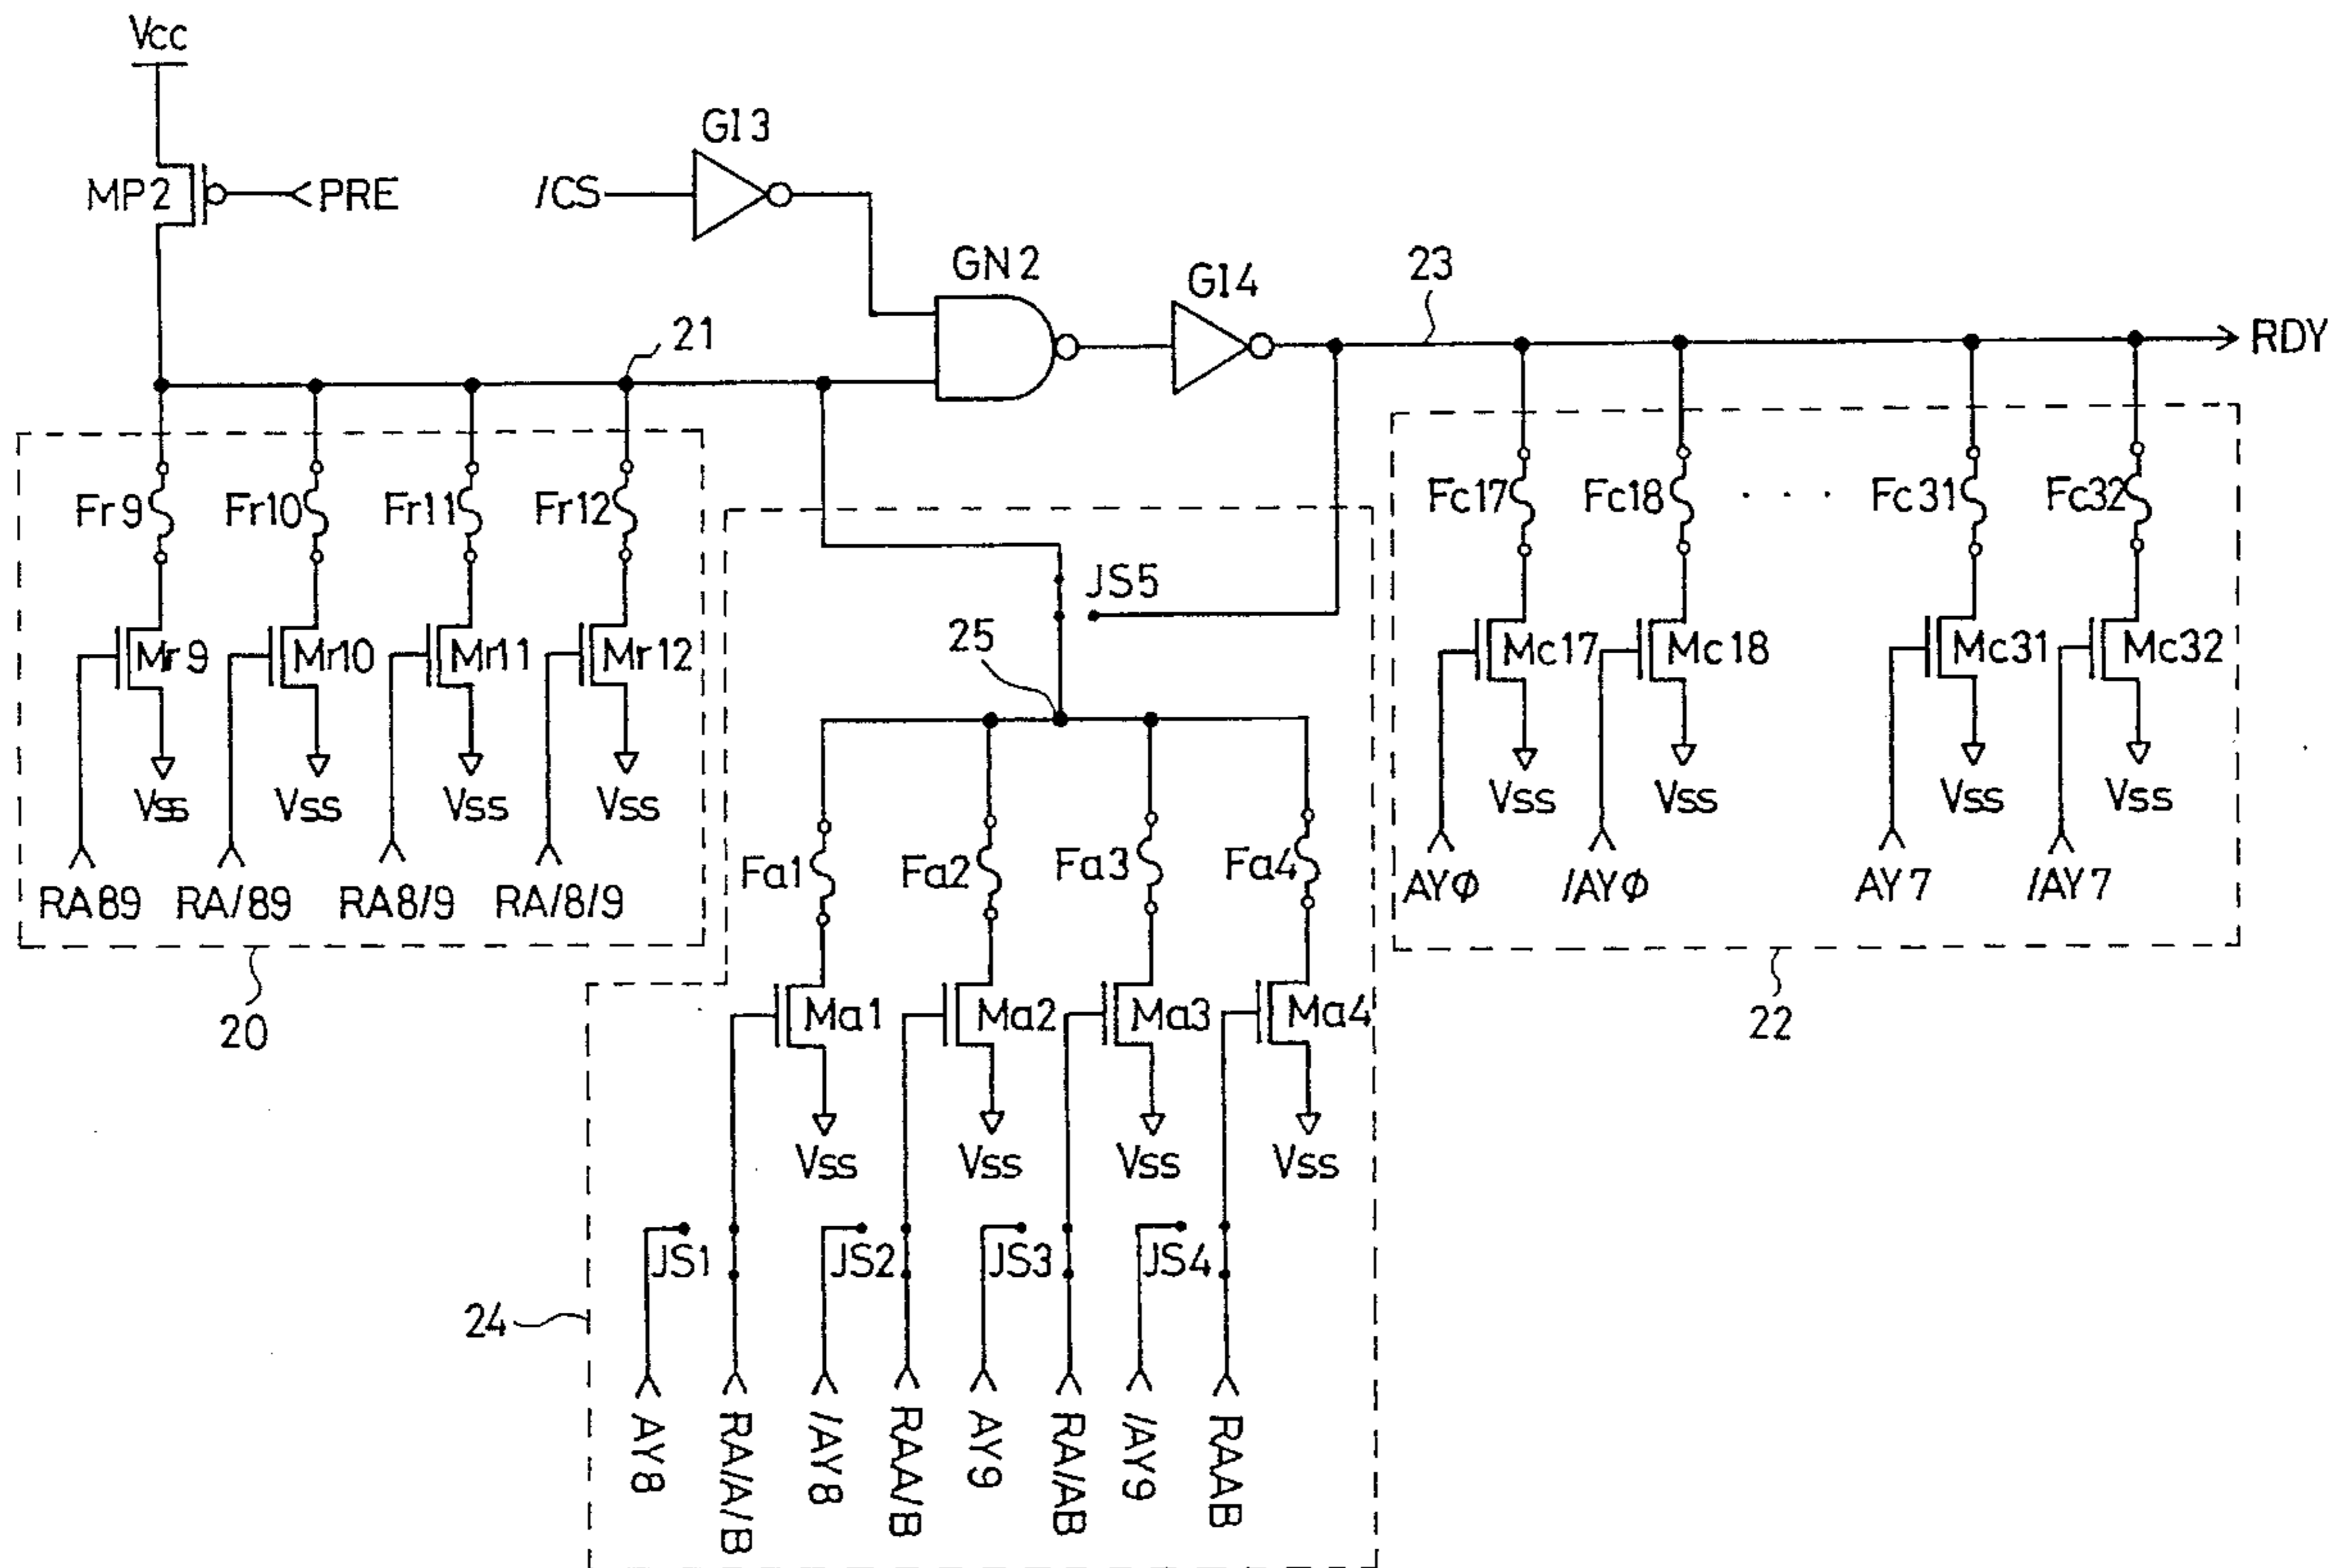 Vcc
MP2
PRE
GI3
/CS
GN2
GI4
23
RDY
21
Fr9
Fr10
Fr11
Fr12
Fc17
Fc18
. . .
Fc31
Fc32
JS5
25
Mr9
Mr10
Mr11
Mr12
Mc17
Mc18
Mc31
Mc32
Vss
Vss
Vss
Vss
Vss
Vss
Vss
Vss
RA89
RA/89
RA8/9
RA/8/9
Fa1
Fa2
Fa3
Fa4
AYΦ
/AYΦ
AY7
/AY7
20
Ma1
Ma2
Ma3
Ma4
22
Vss
Vss
Vss
Vss
JS1
JS2
JS3
JS4
24
AY8
RA/A/B
/AY8
RAA/B
AY9
RA/AB
/AY9
RAAB